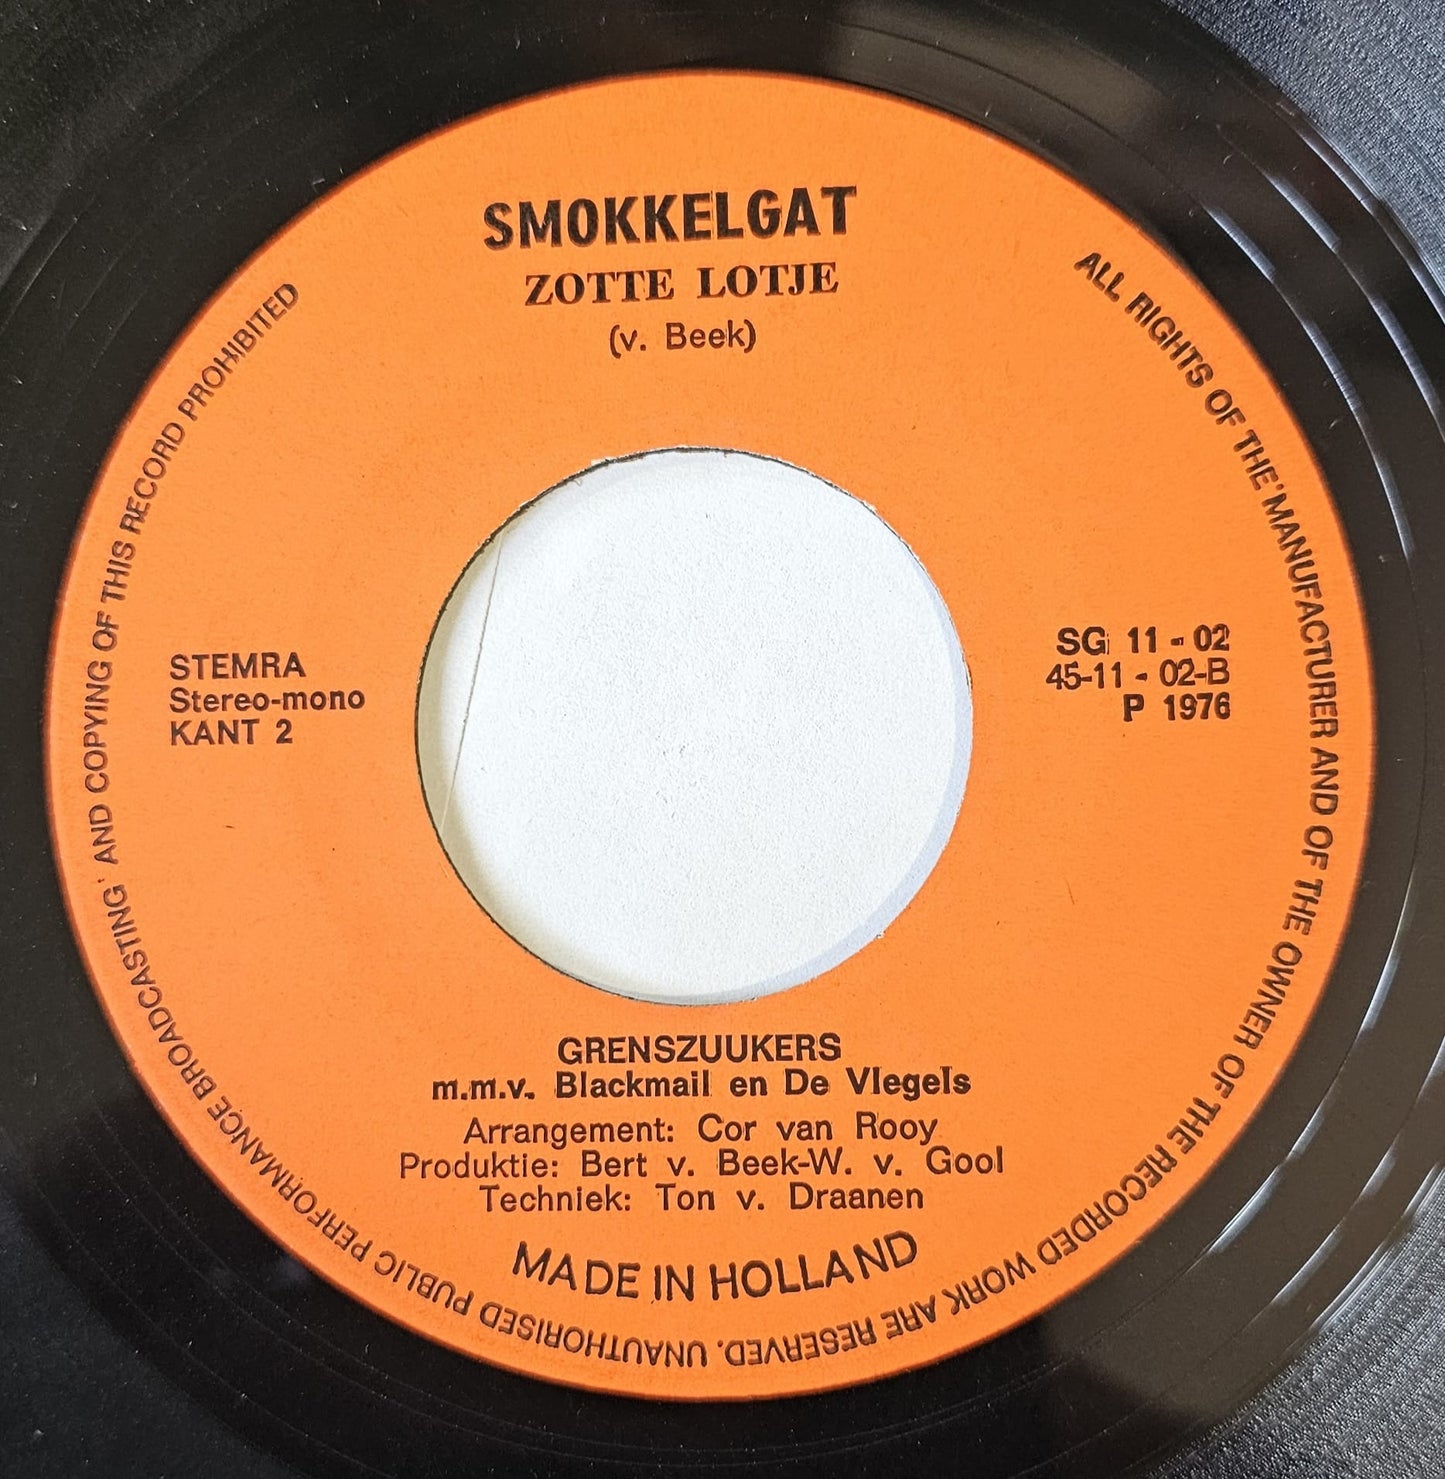 SMOKKELGAT
ZOTTE LOTJE
(v. Beek)
STEMRA
Stereo-mono
KANT 2
SG 11 - 02
45-11 - 02-B
P 1976
GRENSZUUKERS
m.m.v. Blackmail en De Vlegels
Arrangement: Cor van Rooy
Produktie: Bert v. Beek-W. v. Gool
Techniek: Ton v. Draanen
MADE IN HOLLAND
ALL RIGHTS OF THE'MANUFACTURER AND OF THE OWNER OF THE RECORDED WORK ARE RESERVED. UNAUTHORISED PUBLIC PERFORMANCE BROADCASTING' AND COPYING OF THIS RECORD PROHIBITED